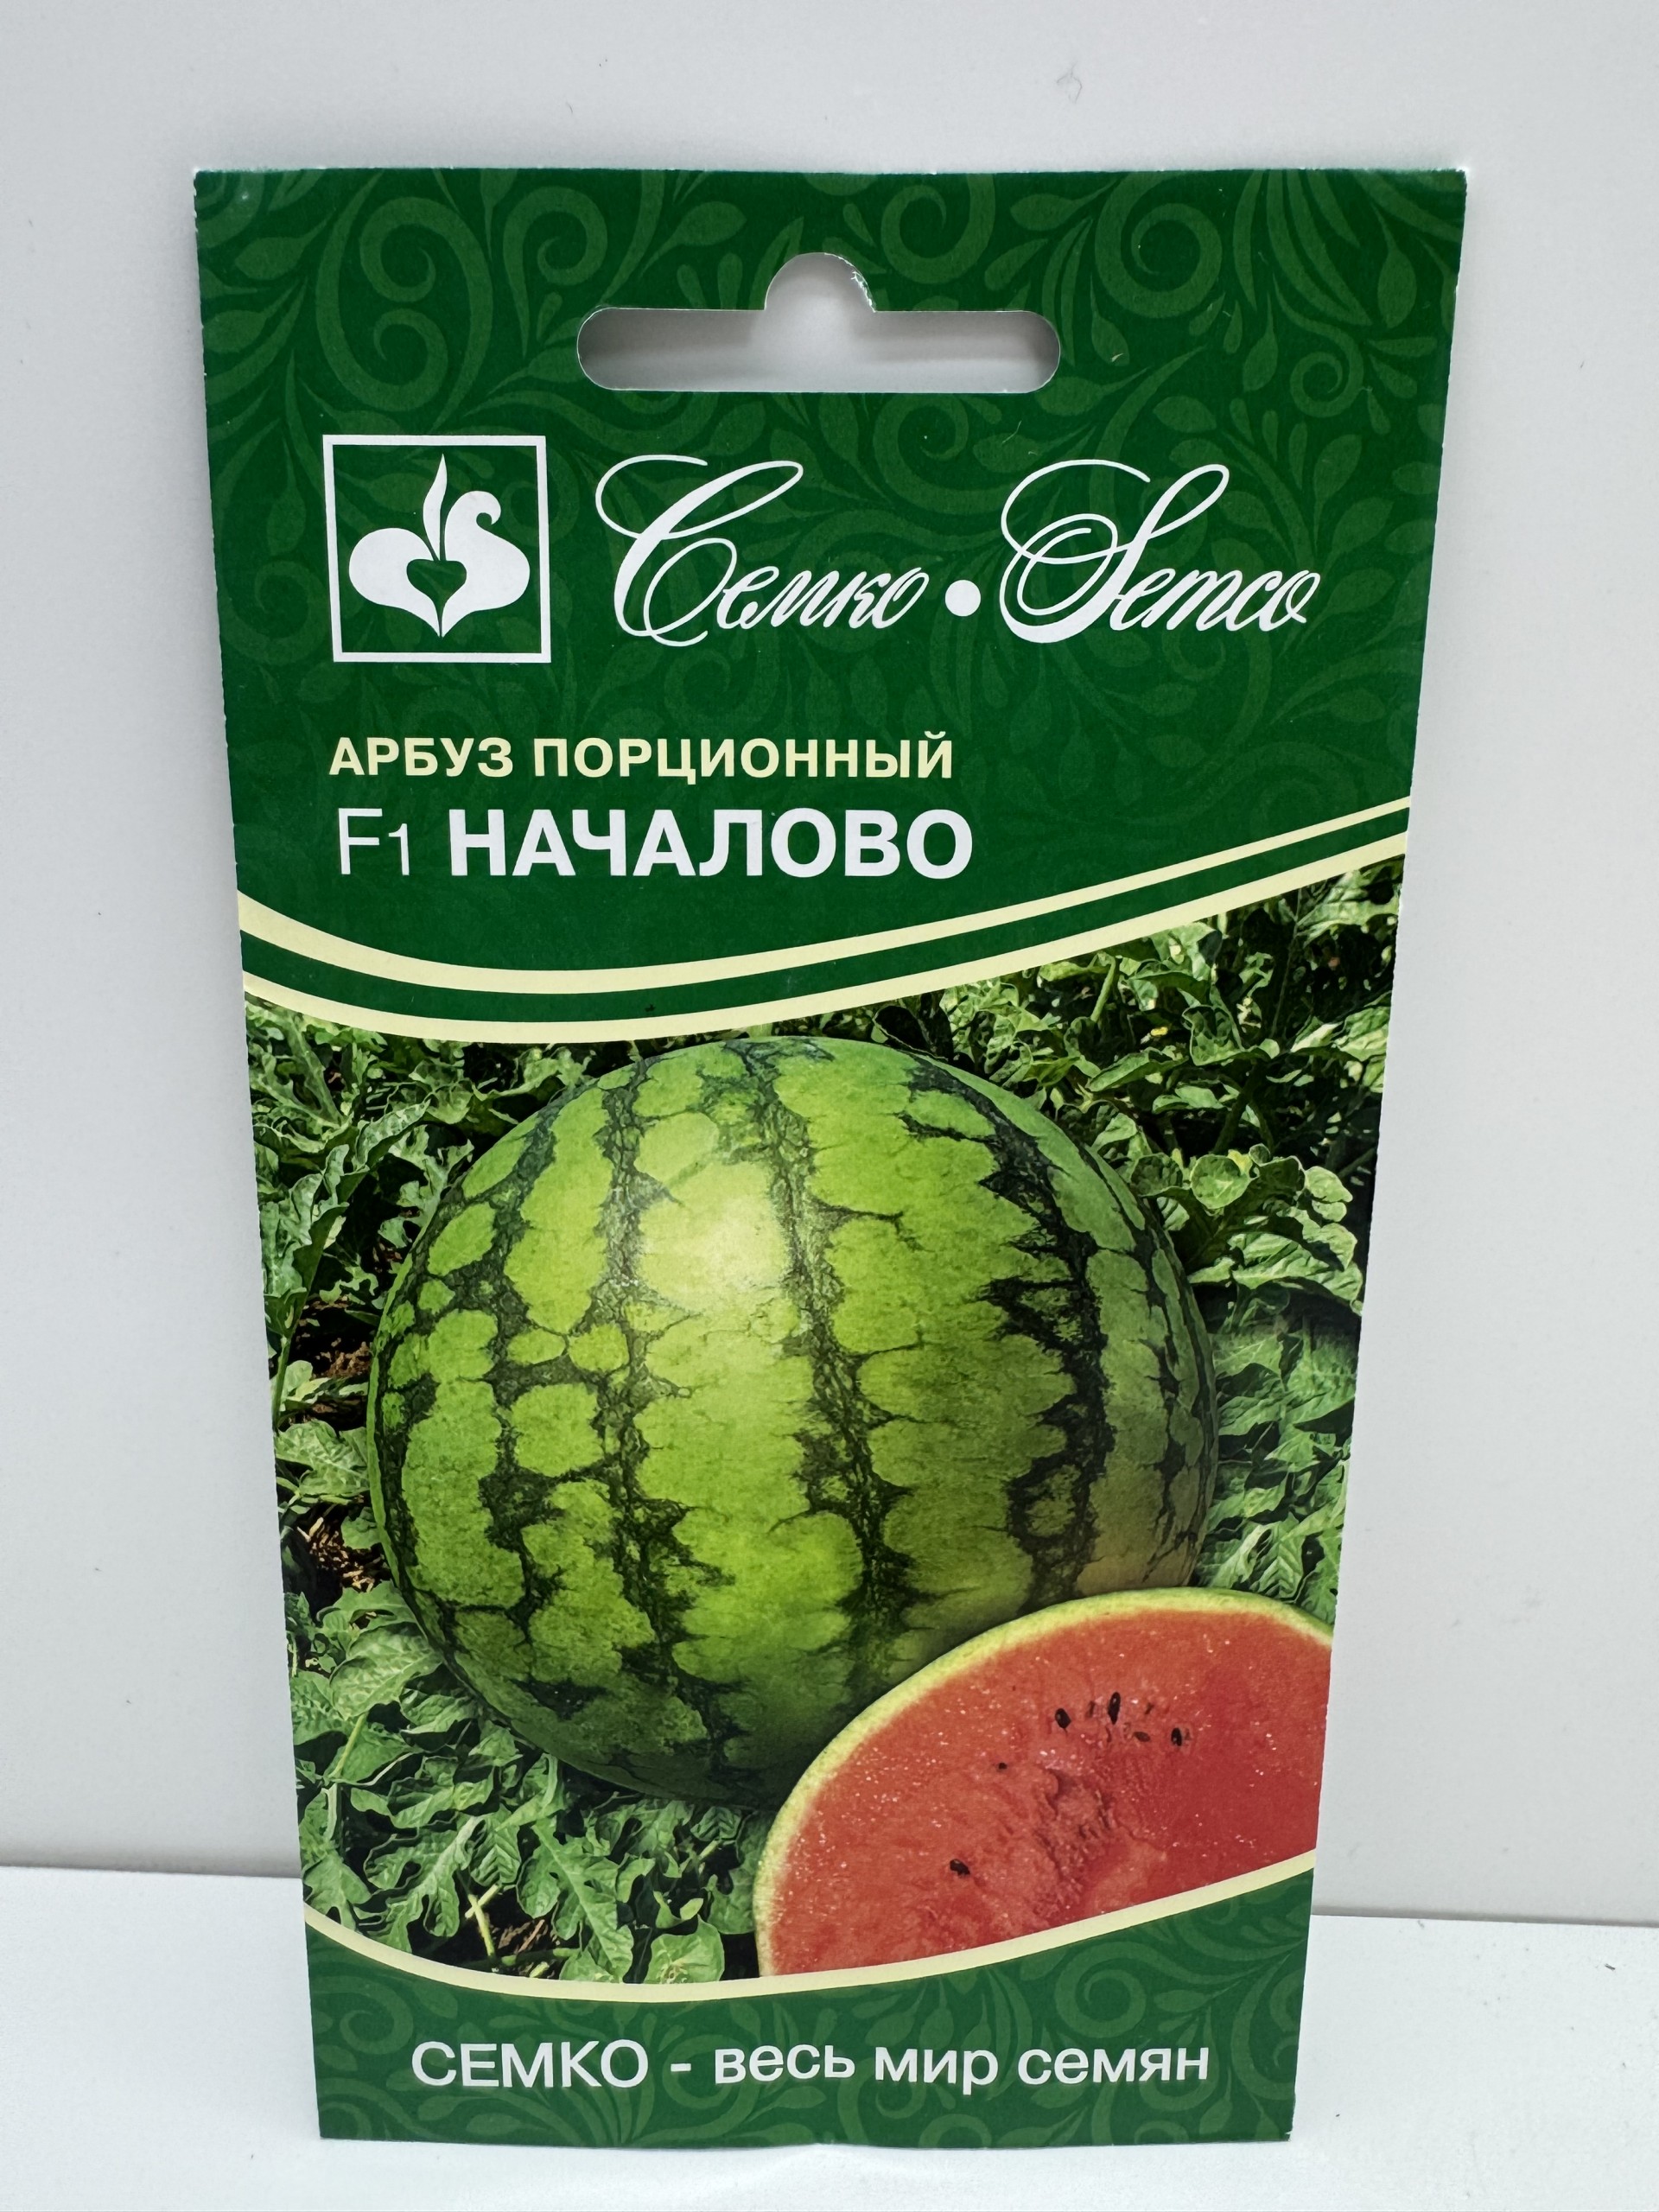 Семко • Semco
АРБУЗ ПОРЦИОННЫЙ
F1 НАЧАЛОВО
СЕМКО - весь мир семян